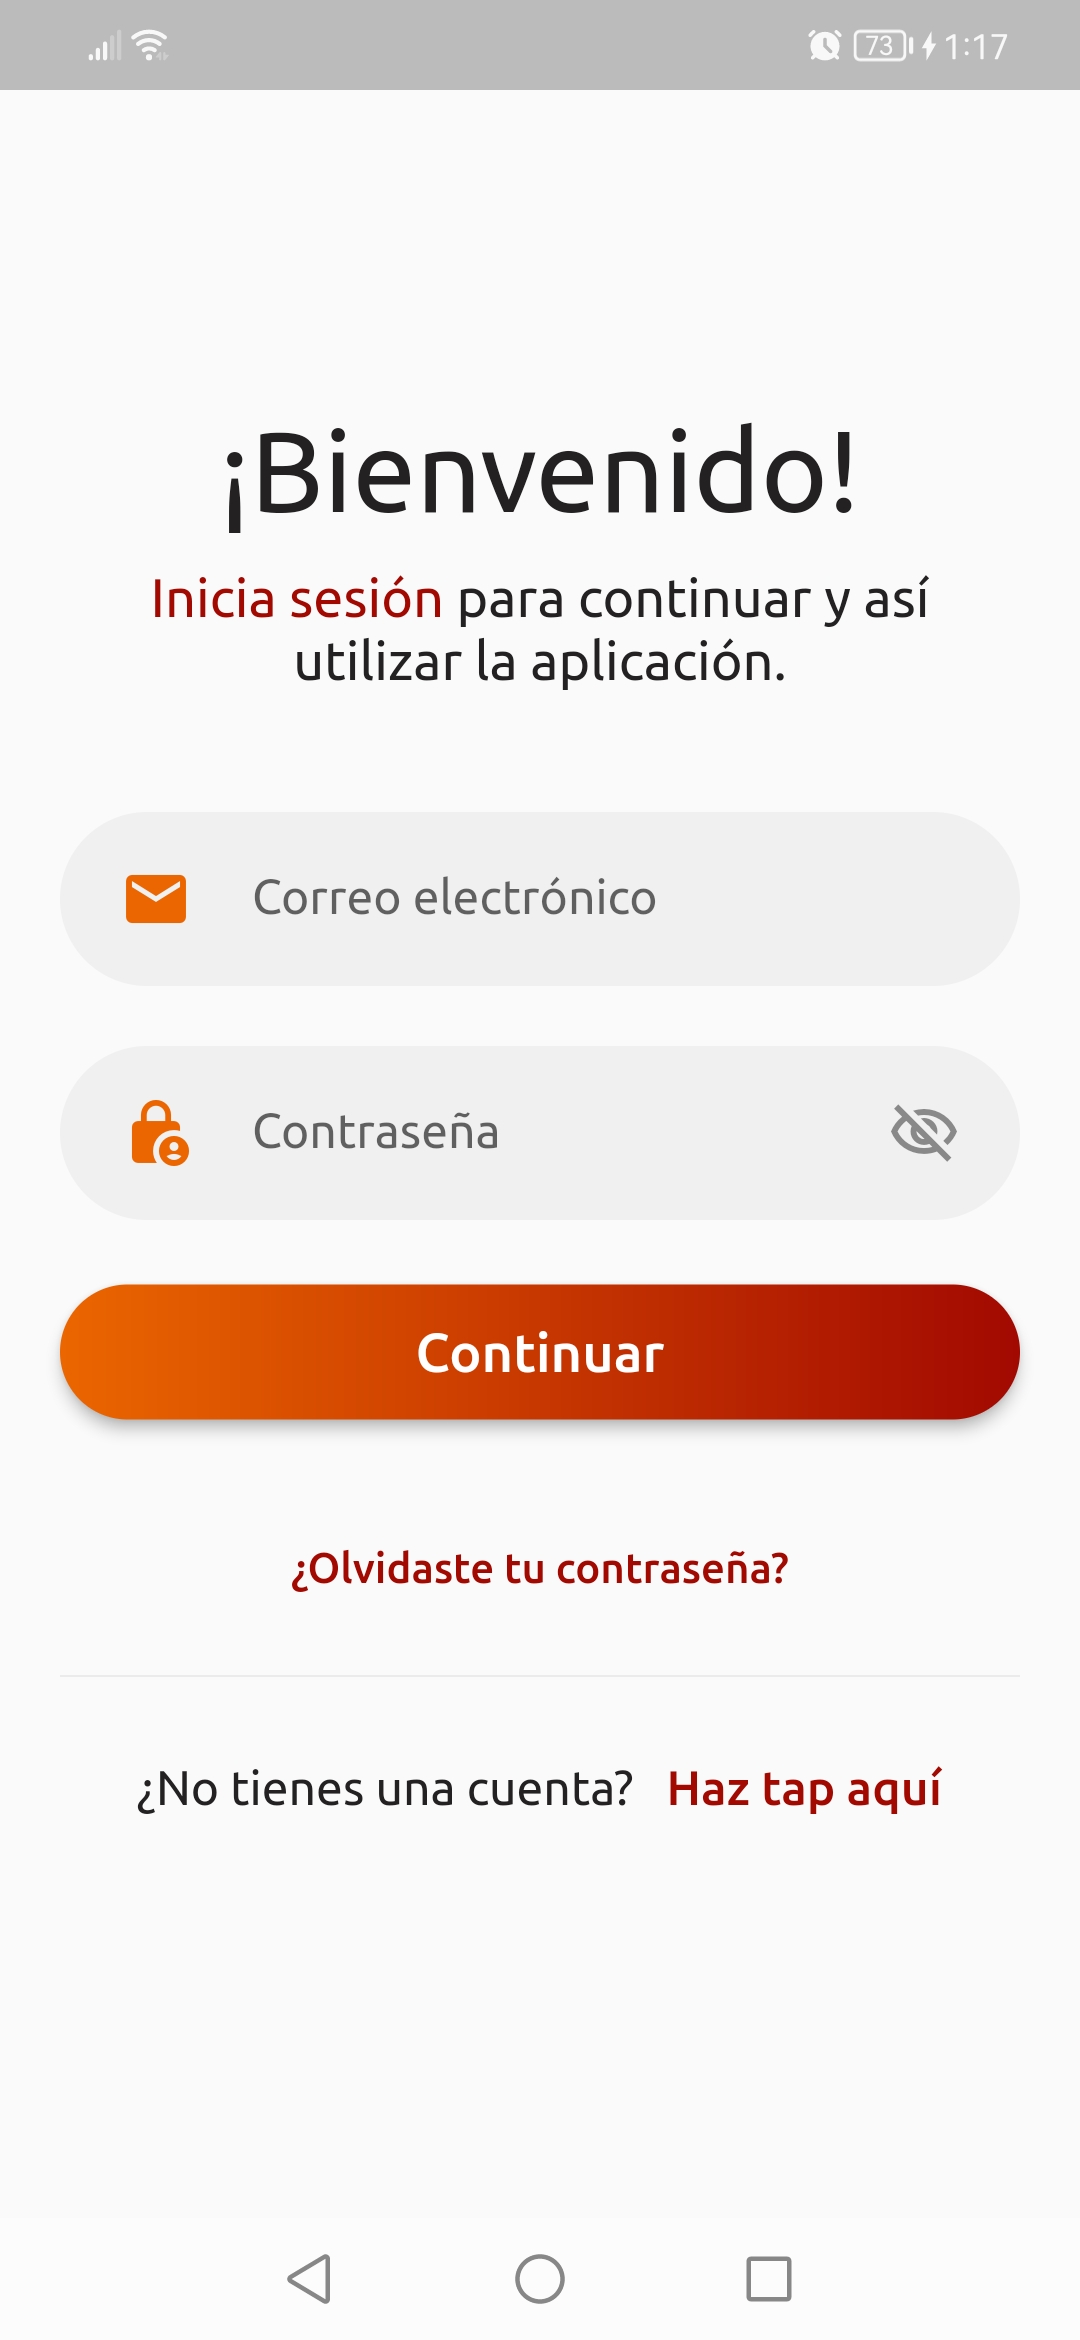 73 1:17
¡Bienvenido!
Inicia sesión para continuar y así
utilizar la aplicación.
Correo electrónico
Contraseña
Continuar
¿Olvidaste tu contraseña?
¿No tienes una cuenta? Haz tap aquí